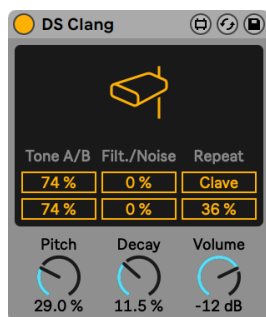 DS Clang
Tone A/B Filt./Noise Repeat
74 % 0 % Clave
74 % 0 % 36 %
Pitch Decay Volume
29.0 % 11.5 % -12 dB